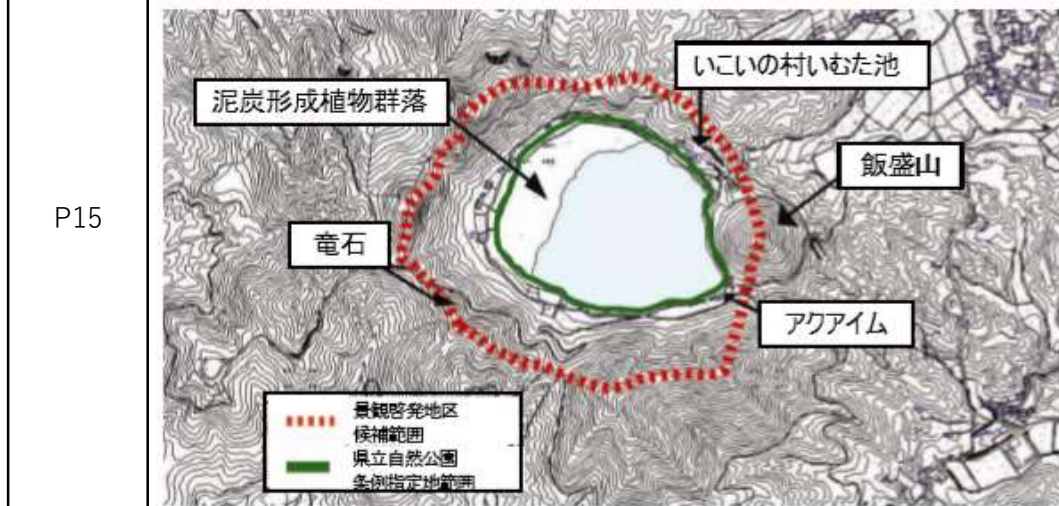 P15
いこいの村いむた池
泥炭形成植物群落
飯盛山
竜石
アクアイム
景観啓発地区
候補範囲
県立自然公園
条例指定地範囲